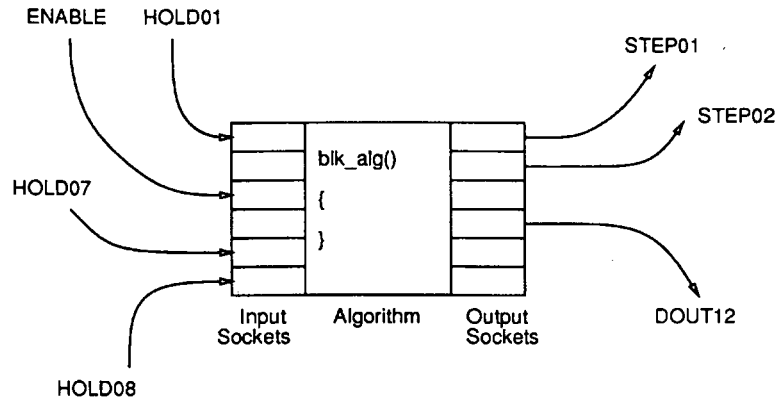 ENABLE
HOLD01
STEP01
STEP02
blk_alg()
{
}
HOLD07
Input
Sockets
Algorithm
Output
Sockets
DOUT12
HOLD08